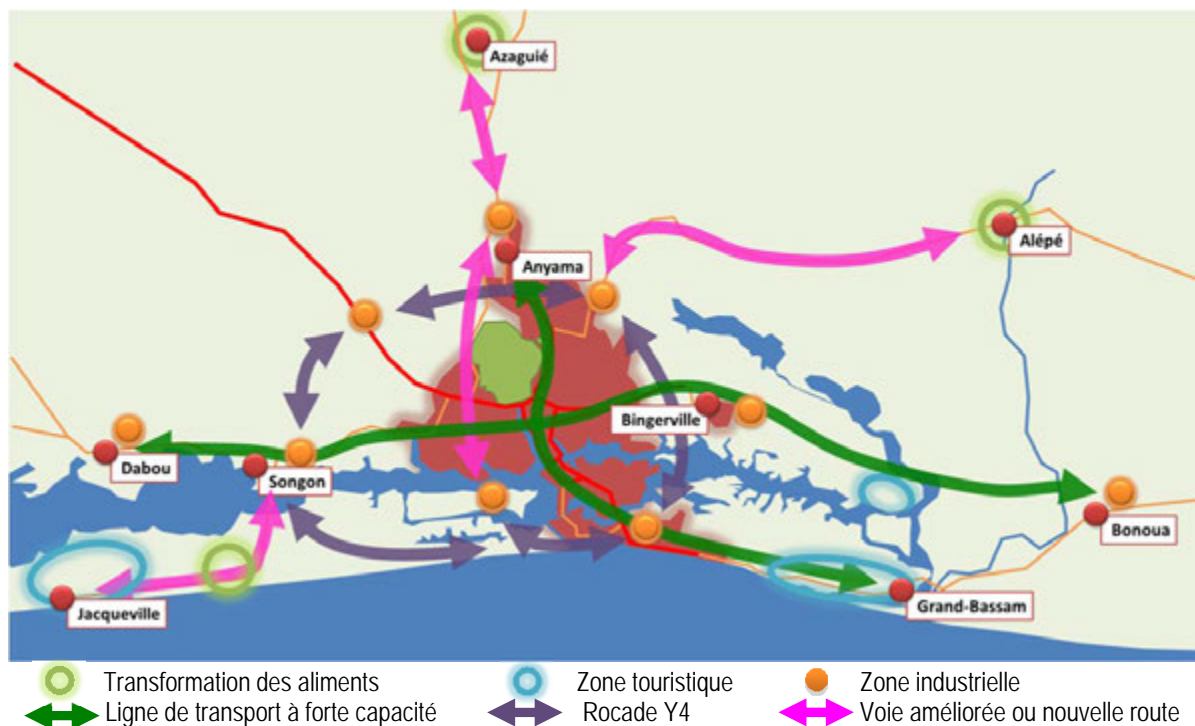 Azaguié
Alépé
Anyama
Bingerville
Dabou
Songon
Bonoua
Jacqueville
Grand-Bassam
Transformation des aliments
Zone touristique
Zone industrielle
Ligne de transport à forte capacité
Rocade Y4
Voie améliorée ou nouvelle route